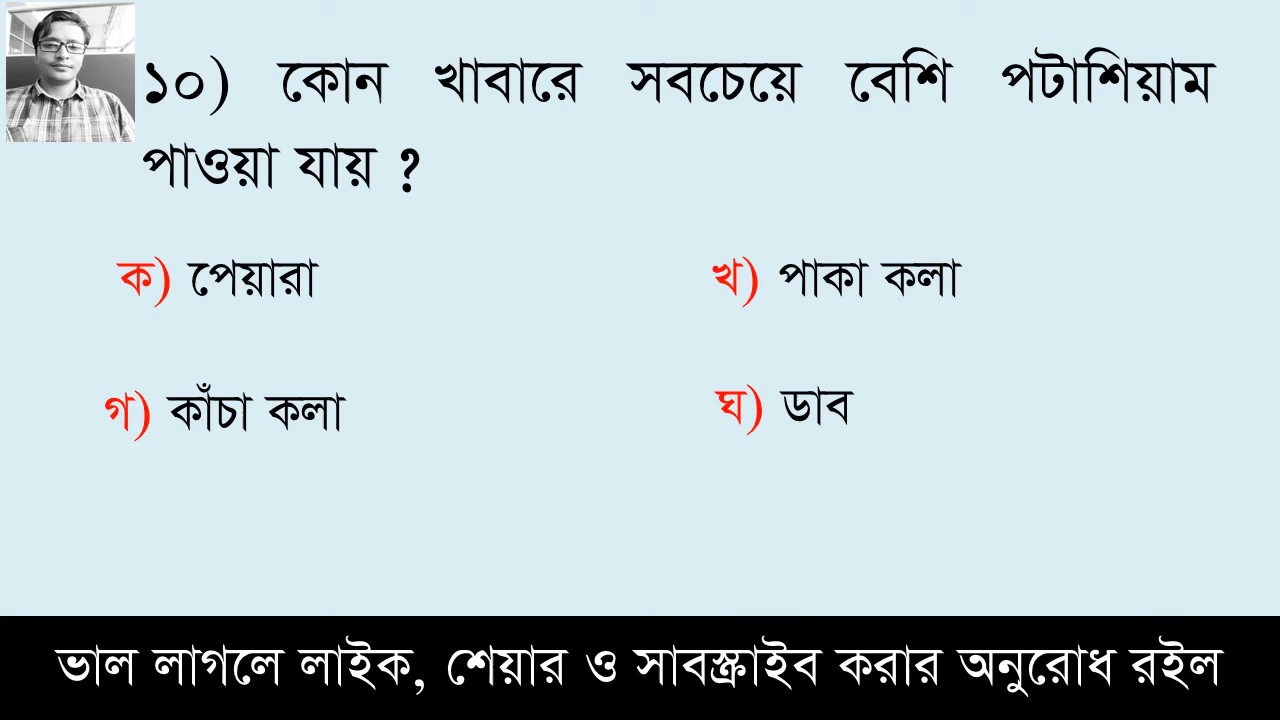 ১০) কোন খাবারে সবচেয়ে বেশি পটাশিয়াম
পাওয়া যায় ?
ক) পেয়ারা
খ) পাকা কলা
গ) কাঁচা কলা
ঘ) ডাব
ভাল লাগলে লাইক, শেয়ার ও সাবস্ক্রাইব করার অনুরোধ রইল